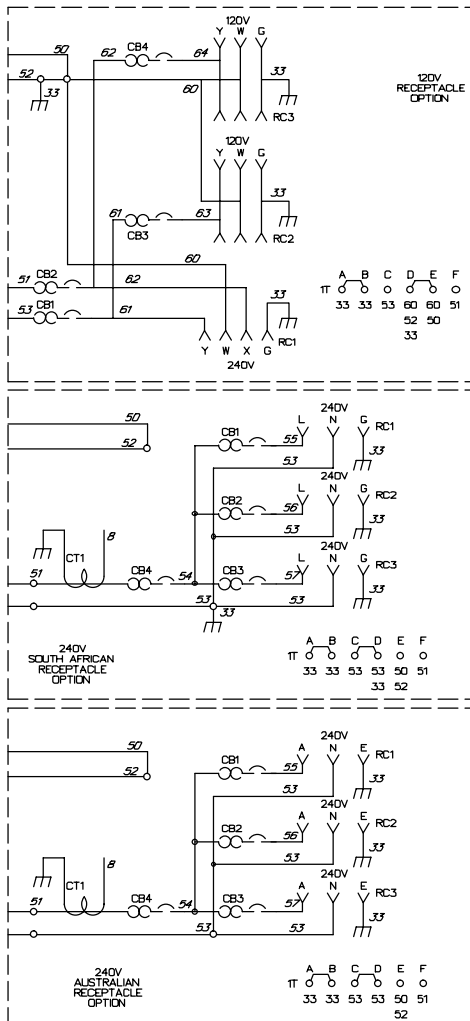 120V
50 62 CB4 64 Y W G
52 33 60 33
RC3
120V
RECEPTACLE
OPTION
120V
Y W G
61 63 33
CB3 RC2
60
51 CB2 62 33
53 CB1 61
RC1
Y W X G
240V
A B C D E F
1T
33 33 53 60 60 51
52 50
33
240V
50 CB1 L N G RC1
52 55 33
53
240V
CB2 L N G RC2
56 33
53
240V
CT1 8 L N G RC3
51 CB4 54 CB3 57 33
53 53
33
240V
SOUTH AFRICAN
RECEPTACLE
OPTION
A B C D E F
1T
33 33 53 53 50 51
33 52
240V
50 CB1 A N E RC1
52 55 33
53
240V
CB2 A N E RC2
56 33
53
240V
CT1 8 A N E RC3
51 CB4 54 CB3 57 33
53 53
240V
AUSTRALIAN
RECEPTACLE
OPTION
A B C D E F
1T
33 33 53 53 50 51
52